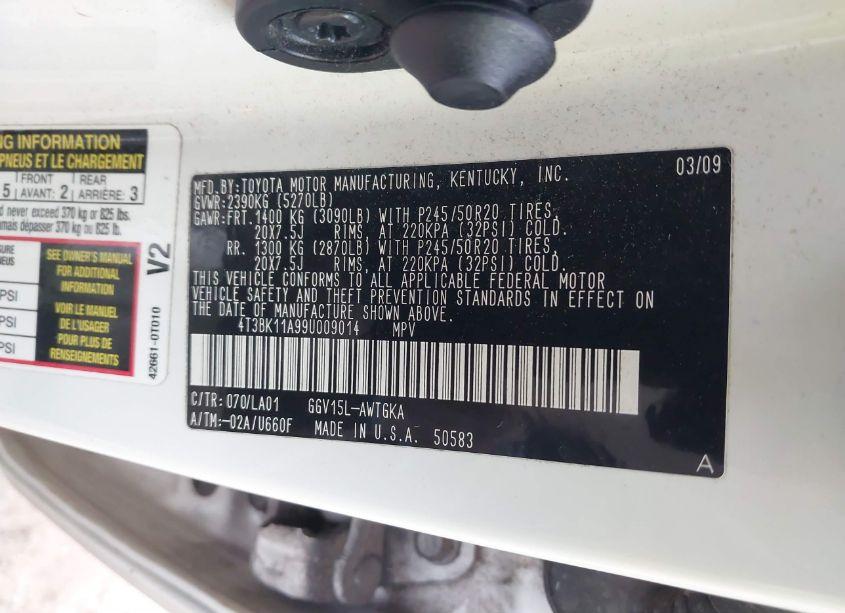 NG INFORMATION
PNEUS ET LE CHARGEMENT
5 FRONT AVANT: 2 REAR ARRIÈRE: 3
d never exceed 370 kg or 825 lbs.
amais dépasser 370 kg ou 825 lb.
SEE OWNER'S MANUAL
FOR ADDITIONAL
INFORMATION
VOIR LE MANUEL
DE L'USAGER
POUR PLUS DE
RENSEIGNEMENTS
PSI
PSI
V2
42661-0T010
03/09
MFD.BY:TOYOTA MOTOR MANUFACTURING, KENTUCKY, INC.
GVWR:2390KG (5270LB)
GAWR:FRT. 1400 KG (3090LB) WITH P245/50R20 TIRES,
20X7.5J RIMS, AT 220KPA (32PSI) COLD.
RR. 1300 KG (2870LB) WITH P245/50R20 TIRES,
20X7.5J RIMS, AT 220KPA (32PSI) COLD.
THIS VEHICLE CONFORMS TO ALL APPLICABLE FEDERAL MOTOR
VEHICLE SAFETY AND THEFT PREVENTION STANDARDS IN EFFECT ON
THE DATE OF MANUFACTURE SHOWN ABOVE.
4T3BK11A99U009014 MPV
C/TR: 070/LA01 GGV15L-AWTGKA
A/TM:-02A/U660F MADE IN U.S.A. 50583
A